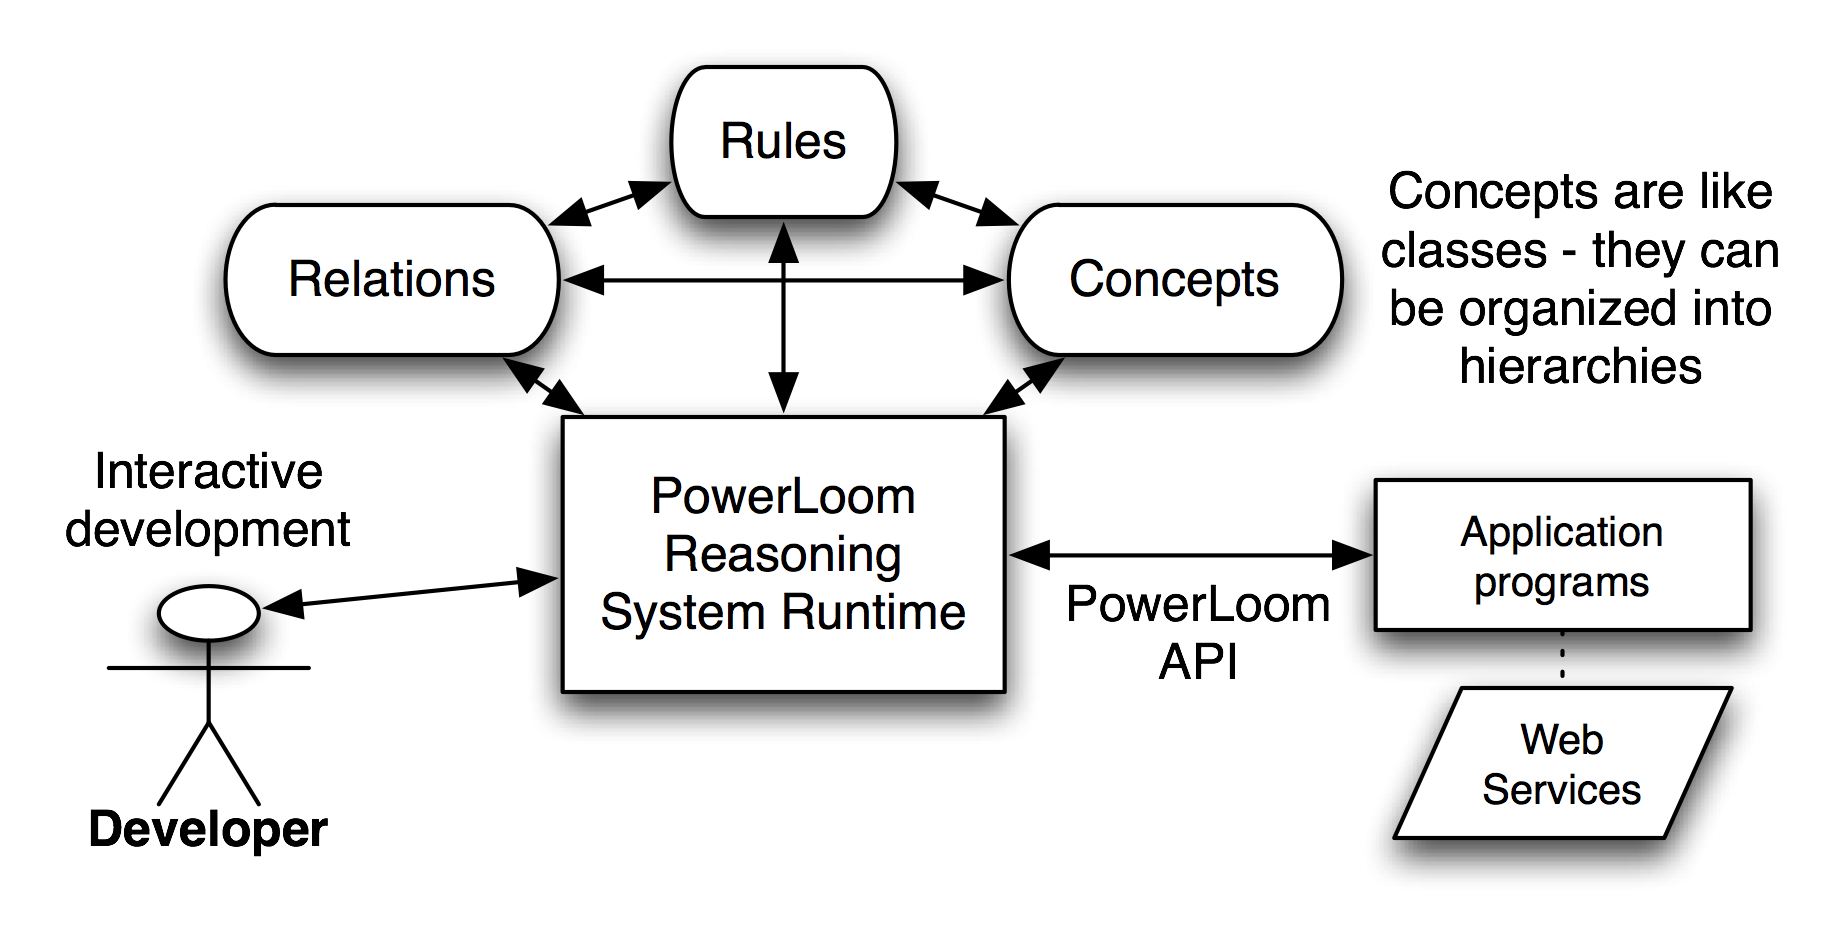 Rules
Relations
Concepts
Concepts are like
classes - they can
be organized into
hierarchies
Interactive
development
PowerLoom
Reasoning
System Runtime
PowerLoom
API
Application
programs
Web
Services
Developer